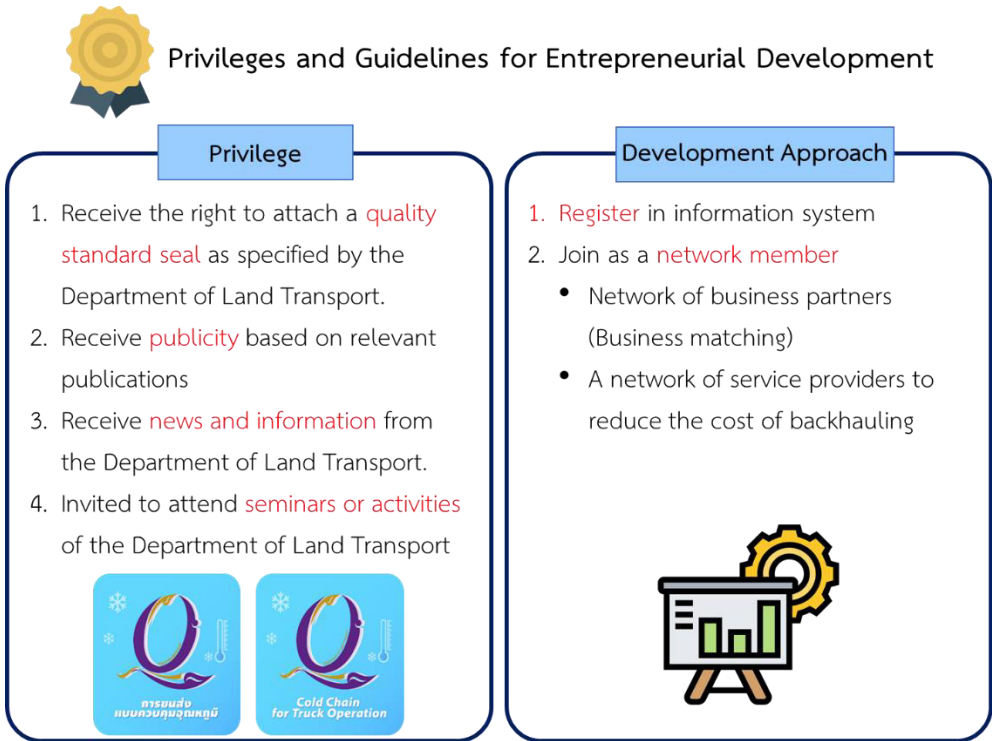 Privileges and Guidelines for Entrepreneurial Development
Privilege
1. Receive the right to attach a quality
standard seal as specified by the
Department of Land Transport.
2. Receive publicity based on relevant
publications
3. Receive news and information from
the Department of Land Transport.
4. Invited to attend seminars or activities
of the Department of Land Transport
Q
การขนส่ง
แบบควบคุมอุณหภูมิ
Q
Cold Chain
for Truck Operation
Development Approach
1. Register in information system
2. Join as a network member
• Network of business partners
(Business matching)
• A network of service providers to
reduce the cost of backhauling